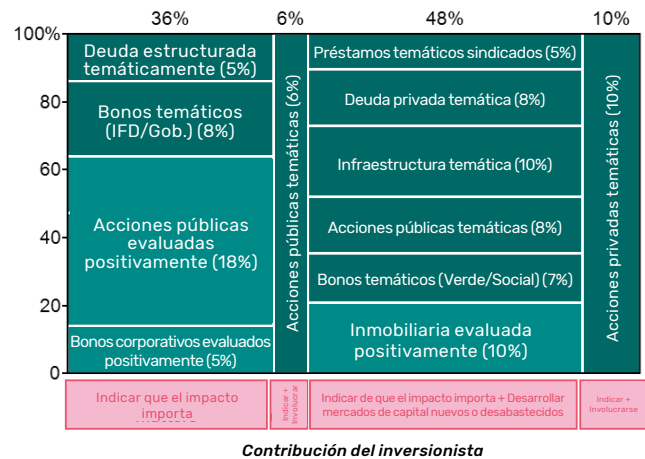 36%
6%
48%
10%
100%
80
60
40
20
0
Deuda estructurada
temáticamente (5%)
Bonos temáticos
(IFD/Gob.) (8%)
Acciones públicas
evaluadas
positivamente (18%)
Bonos corporativos evaluados
positivamente (5%)
Acciones públicas temáticas (6%)
Préstamos temáticos sindicados (5%)
Deuda privada temática (8%)
Infraestructura temática (10%)
Acciones públicas temáticas (8%)
Bonos temáticos (Verde/Social) (7%)
Inmobiliaria evaluada
positivamente (10%)
Acciones privadas temáticas (10%)
Indicar que el impacto
importa
Indicar +
Involucrar
Indicar de que el impacto importa + Desarrollar
mercados de capital nuevos o desabastecidos
Indicar +
Involucrarse
Contribución del inversionista